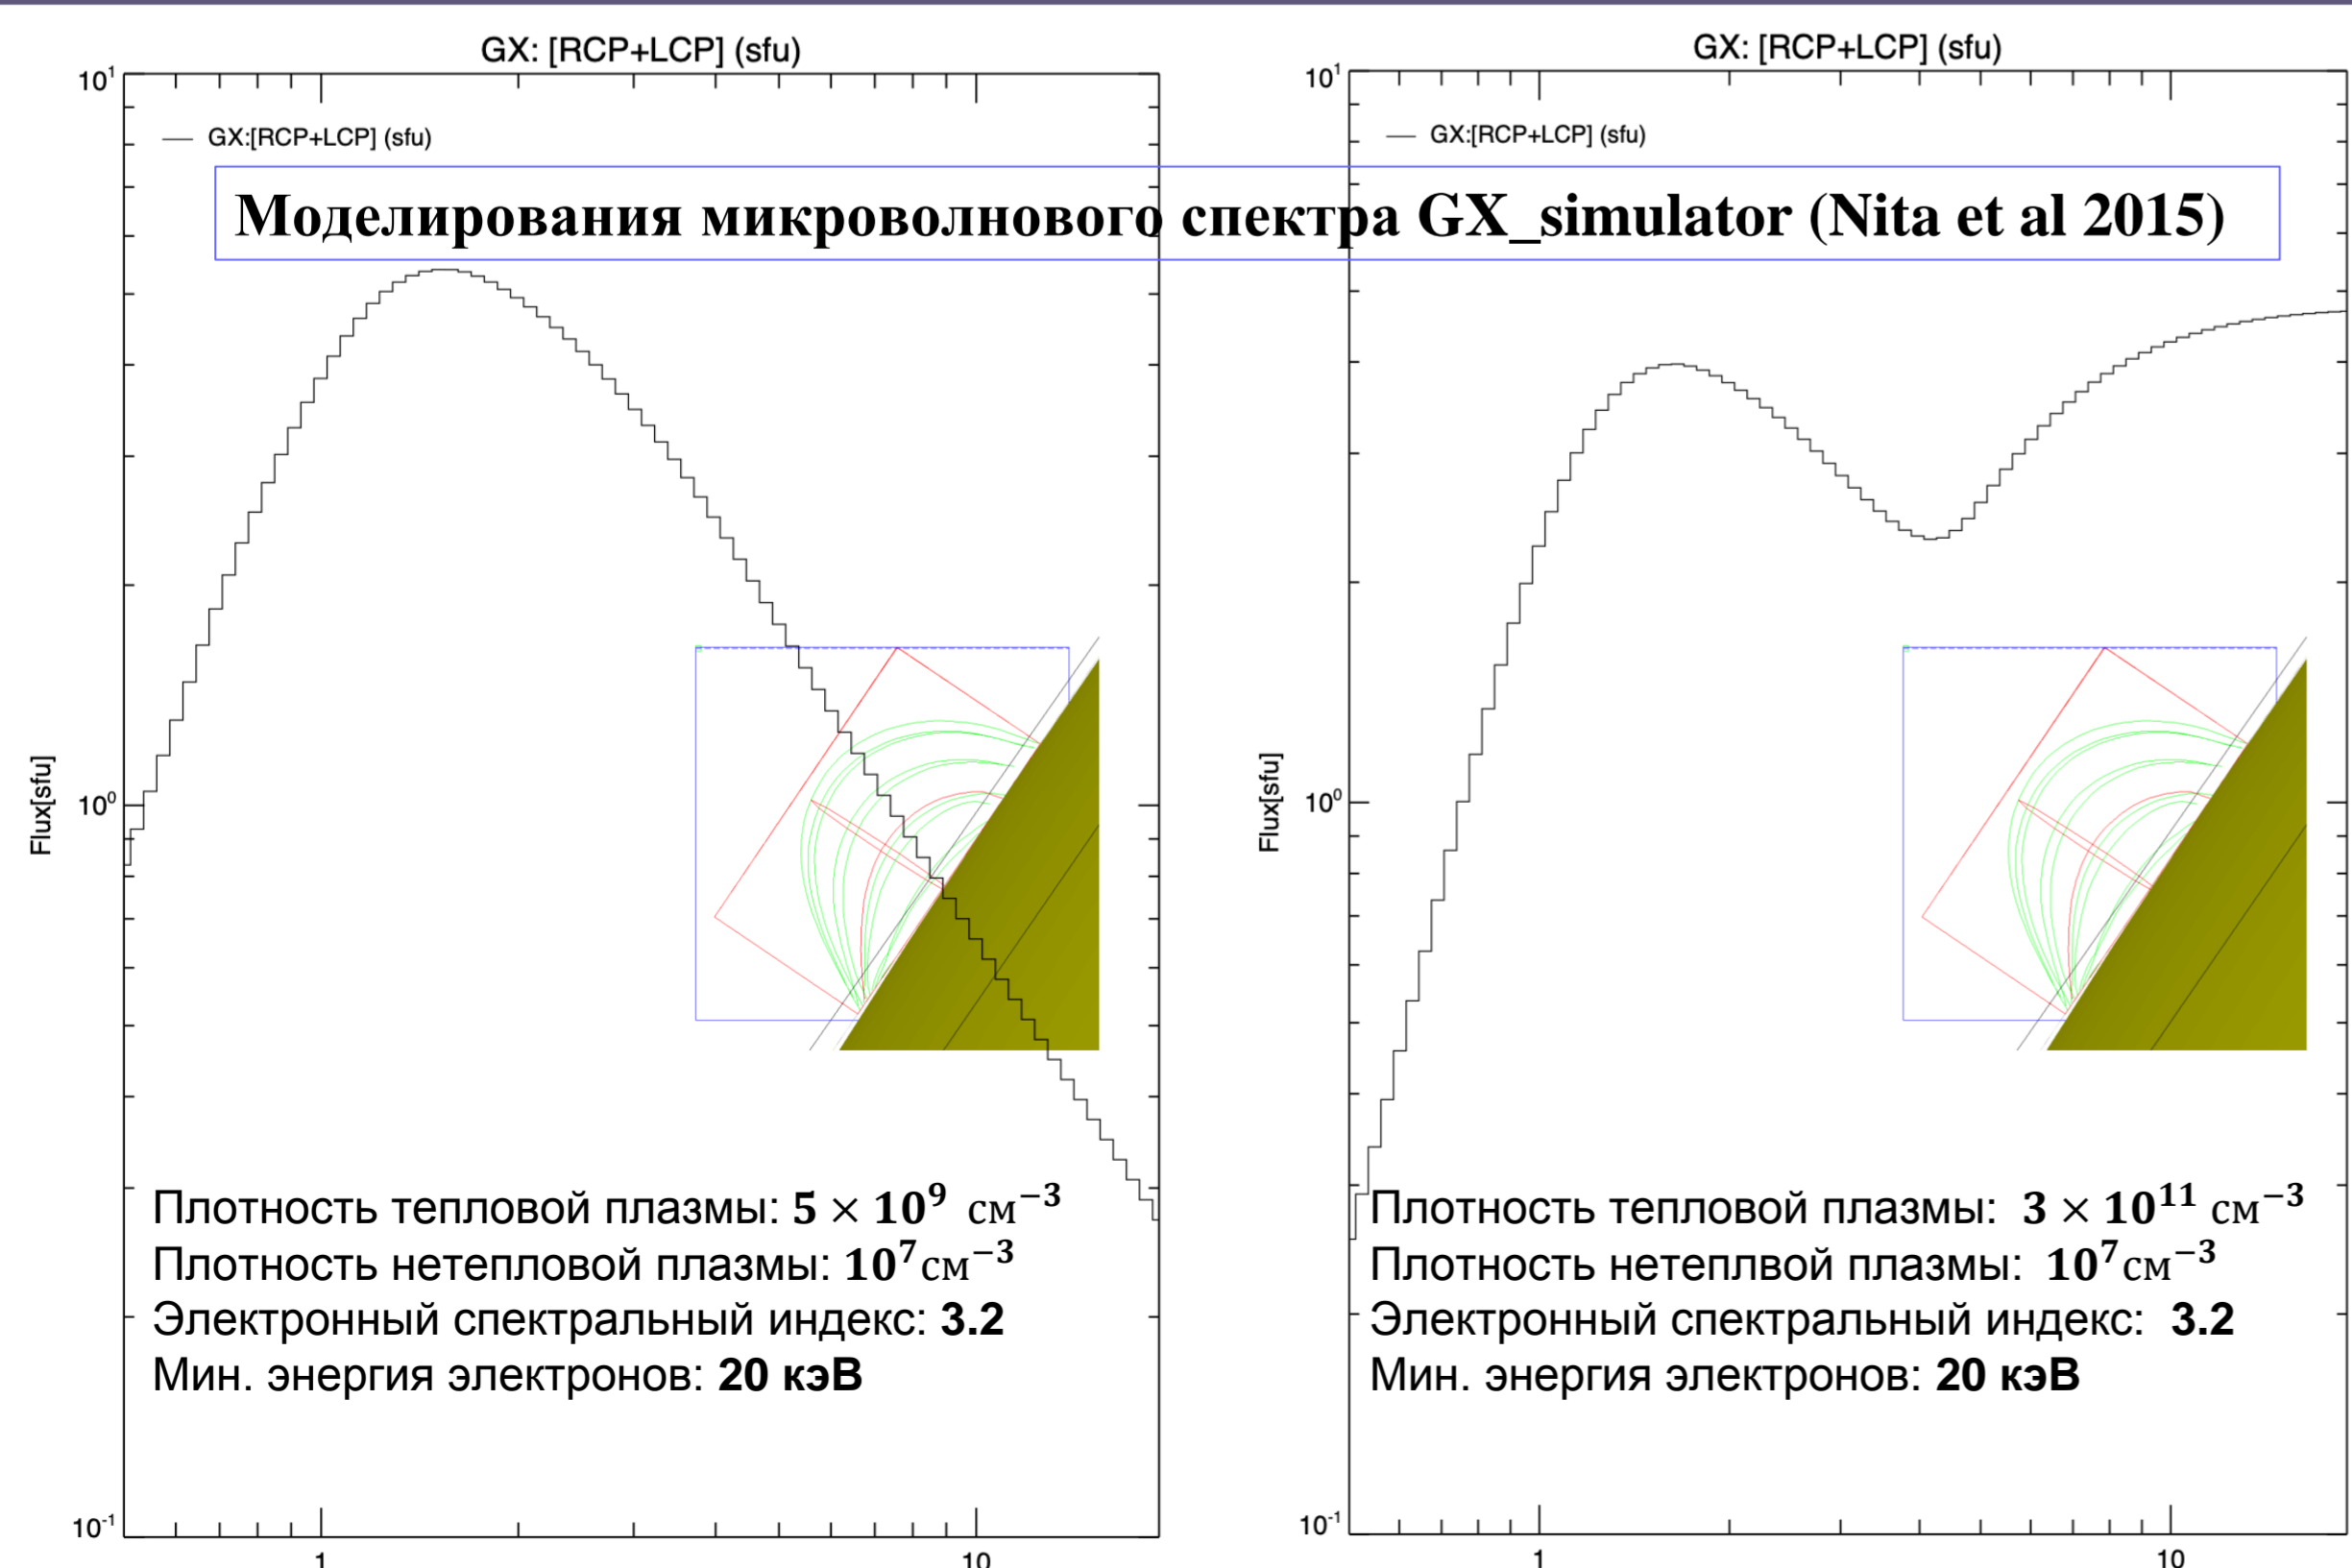 GX: [RCP+LCP] (sfu)
10¹
GX:[RCP+LCP] (sfu)
GX: [RCP+LCP] (sfu)
10¹
GX:[RCP+LCP] (sfu)
Моделирования микроволнового спектра GX_simulator (Nita et al 2015)
Flux[sfu]
10⁰
Flux[sfu]
10⁰
Плотность тепловой плазмы: 5 × 10⁹ см⁻³
Плотность нетепловой плазмы: 10⁷см⁻³
Электронный спектральный индекс: 3.2
Мин. энергия электронов: 20 кэВ
Плотность тепловой плазмы: 3 × 10¹¹ см⁻³
Плотность нетеплвой плазмы: 10⁷см⁻³
Электронный спектральный индекс: 3.2
Мин. энергия электронов: 20 кэВ
10⁻¹
1
10
10⁻¹
1
10